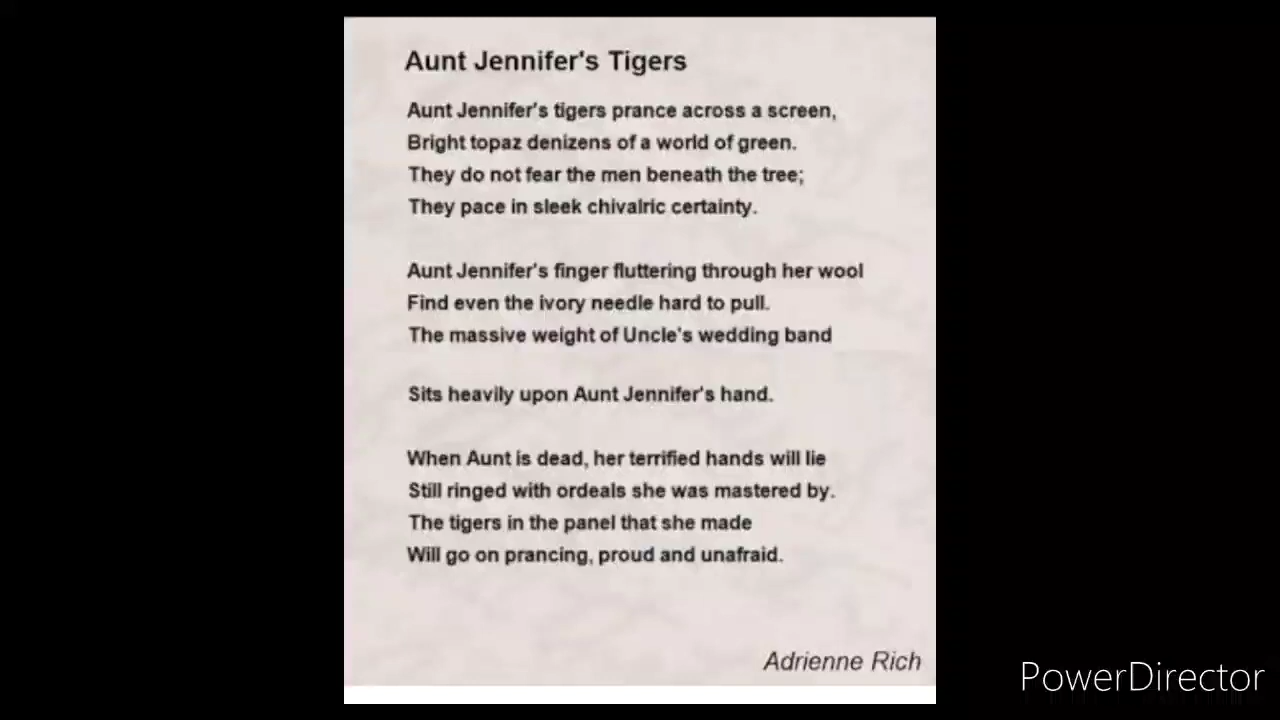 Aunt Jennifer's Tigers
Aunt Jennifer's tigers prance across a screen,
Bright topaz denizens of a world of green.
They do not fear the men beneath the tree;
They pace in sleek chivalric certainty.
Aunt Jennifer's finger fluttering through her wool
Find even the ivory needle hard to pull.
The massive weight of Uncle's wedding band
Sits heavily upon Aunt Jennifer's hand.
When Aunt is dead, her terrified hands will lie
Still ringed with ordeals she was mastered by.
The tigers in the panel that she made
Will go on prancing, proud and unafraid.
Adrienne Rich
PowerDirector